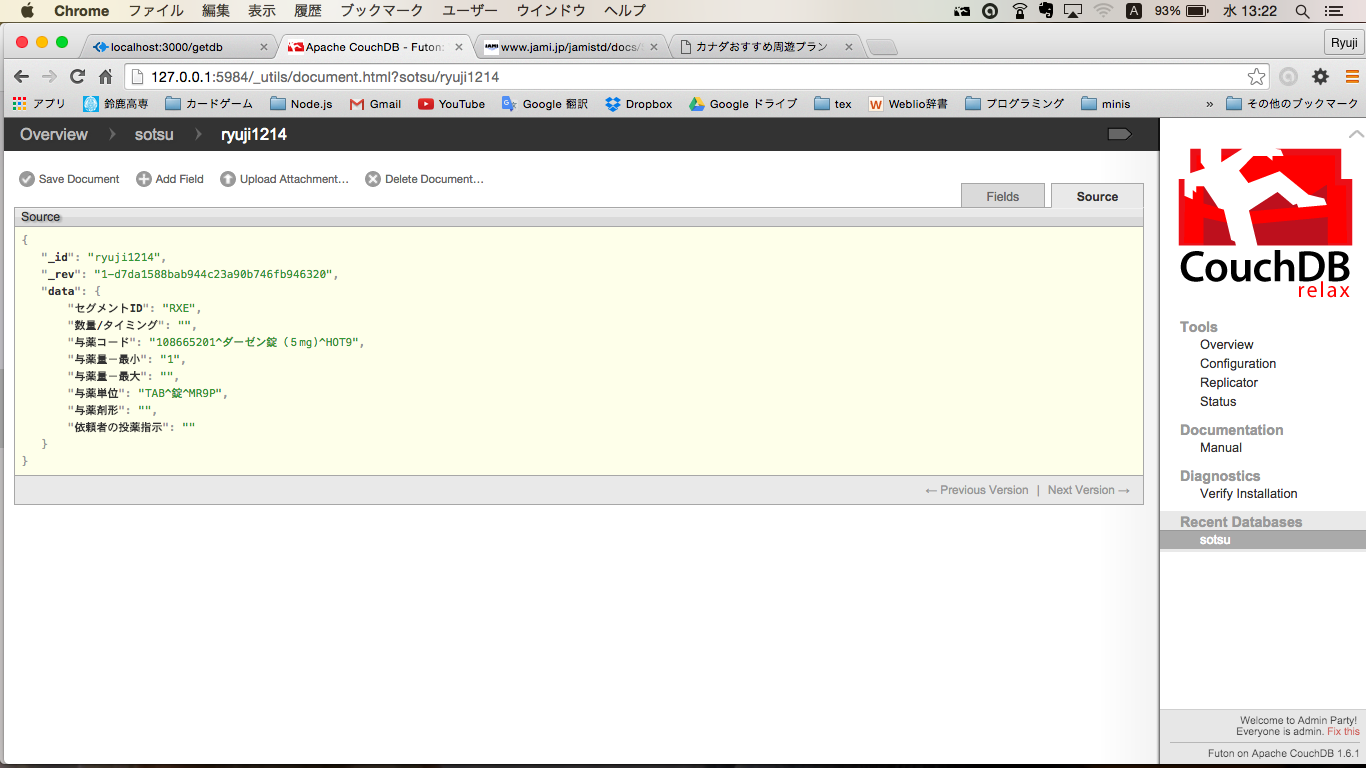 Chrome ファイル 編集 表示 履歴 ブックマーク ユーザー ウインドウ ヘルプ A 93% 水 13:22
localhost:3000/getdb Apache CouchDB - Futon: www.jami.jp/jamistd/docs/ カナダおすすめ周遊プラン Ryuji
127.0.0.1:5984/_utils/document.html?sotsu/ryuji1214
アプリ 鈴鹿高専 カードゲーム Node.js Gmail YouTube Google 翻訳 Dropbox Google ドライブ tex Weblio辞書 プログラミング minis » その他のブックマーク
Overview sotsu ryuji1214
Save Document Add Field Upload Attachment… Delete Document…
Fields Source
Source
{
"_id": "ryuji1214",
"_rev": "1-d7da1588bab944c23a90b746fb946320",
"data": {
"セグメントID": "RXE",
"数量/タイミング": "",
"与薬コード": "108665201^ダーゼン錠（５mg)^HOT9",
"与薬量－最小": "1",
"与薬量－最大": "",
"与薬単位": "TAB^錠^MR9P",
"与薬剤形": "",
"依頼者の投薬指示": ""
}
}
← Previous Version | Next Version →
CouchDB
relax
Tools
Overview
Configuration
Replicator
Status
Documentation
Manual
Diagnostics
Verify Installation
Recent Databases
sotsu
Welcome to Admin Party!
Everyone is admin. Fix this
Futon on Apache CouchDB 1.6.1